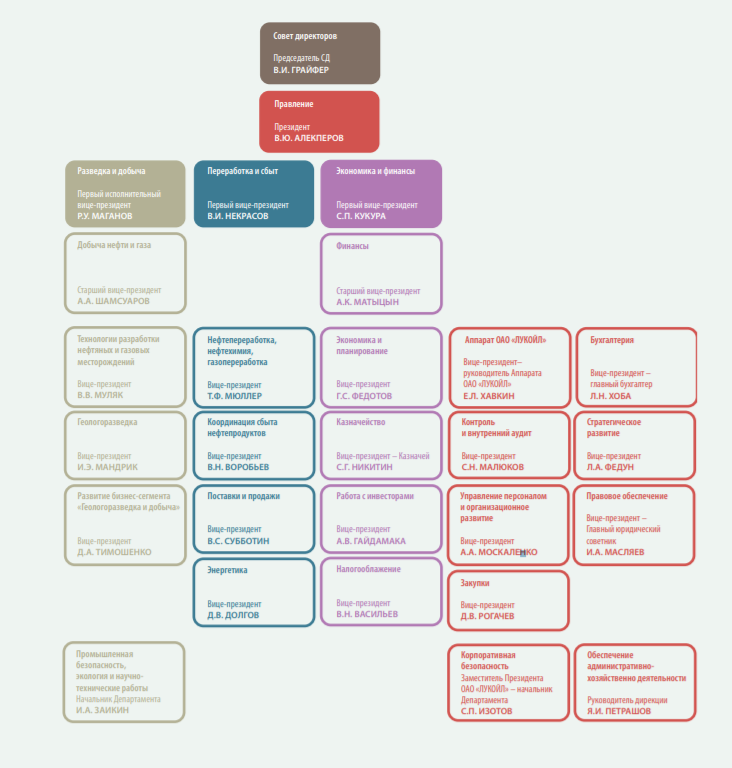 Совет директоров
Председатель СД
В.И. ГРАЙФЕР
Правление
Президент
В.Ю. АЛЕКПЕРОВ
Разведка и добыча
Первый исполнительный
вице-президент
Р.У. МАГАНОВ
Переработка и сбыт
Первый вице-президент
В.И. НЕКРАСОВ
Экономика и финансы
Первый вице-президент
С.П. КУКУРА
Добыча нефти и газа
Старший вице-президент
А.А. ШАМСУАРОВ
Финансы
Старший вице-президент
А.К. МАТЫЦЫН
Технологии разработки
нефтяных и газовых
месторождений
Вице-президент
В.В. МУЛЯК
Нефтепереработка,
нефтехимия,
газопереработка
Вице-президент
Т.Ф. МЮЛЛЕР
Экономика и
планирование
Вице-президент
Г.С. ФЕДОТОВ
Аппарат ОАО «ЛУКОЙЛ»
Вице-президент–
руководитель Аппарата
ОАО «ЛУКОЙЛ»
Е.Л. ХАВКИН
Бухгалтерия
Вице-президент –
главный бухгалтер
Л.Н. ХОБА
Геологоразведка
Вице-президент
И.Э. МАНДРИК
Координация сбыта
нефтепродуктов
Вице-президент
В.Н. ВОРОБЬЕВ
Казначейство
Вице-президент – Казначей
С.Г. НИКИТИН
Контроль
и внутренний аудит
Вице-президент
С.Н. МАЛЮКОВ
Стратегическое
развитие
Вице-президент
Л.А. ФЕДУН
Развитие бизнес-сегмента
«Геологоразведка и добыча»
Вице-президент
Д.А. ТИМОШЕНКО
Поставки и продажи
Вице-президент
В.С. СУББОТИН
Работа с инвесторами
Вице-президент
А.В. ГАЙДАМАКА
Управление персоналом
и организационное
развитие
Вице-президент
А.А. МОСКАЛЕНКО
Правовое обеспечение
Вице-президент –
Главный юридический
советник
И.А. МАСЛЯЕВ
Энергетика
Вице-президент
Д.В. ДОЛГОВ
Налогообложение
Вице-президент
В.Н. ВАСИЛЬЕВ
Закупки
Вице-президент
Д.В. РОГАЧЕВ
Промышленная
безопасность,
экология и научно-
технические работы
Начальник Департамента
И.А. ЗАИКИН
Корпоративная
безопасность
Заместитель Президента
ОАО «ЛУКОЙЛ» – начальник
Департамента
С.П. ИЗОТОВ
Обеспечение
административно-
хозяйственно деятельности
Руководитель дирекции
Я.И. ПЕТРАШОВ